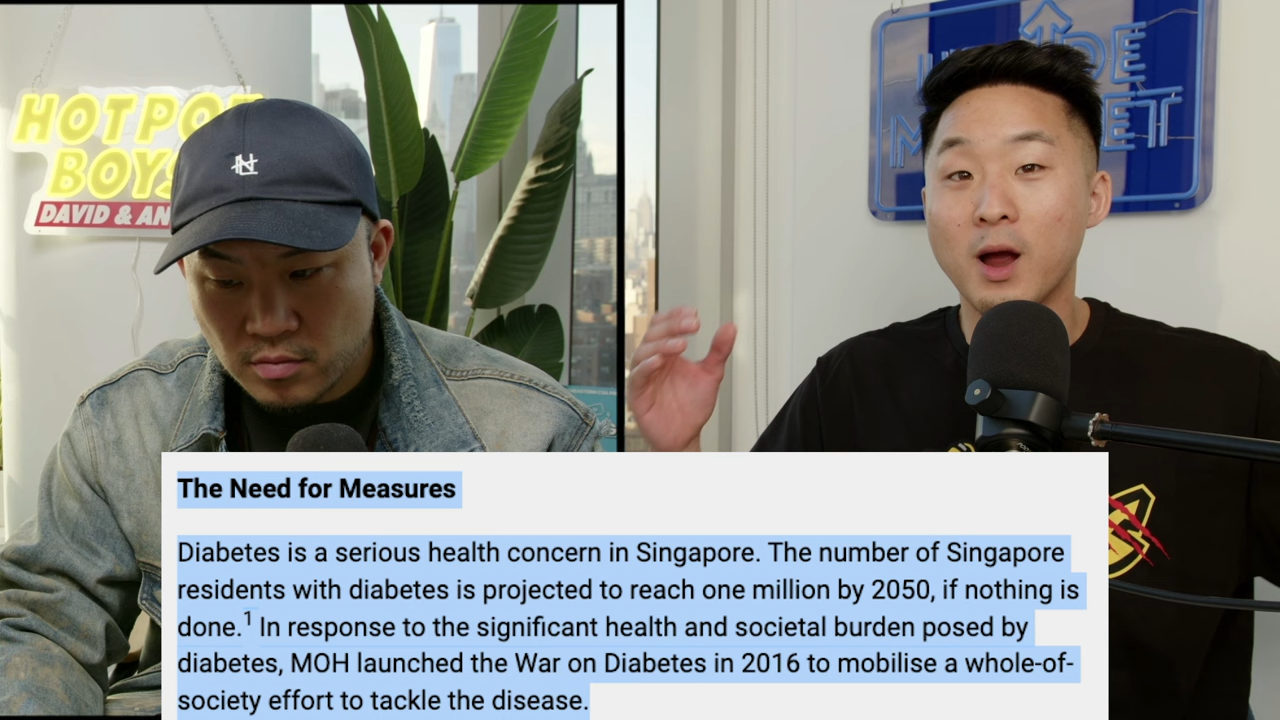 HOTPO
BOYS
DAVID & AN
The Need for Measures
Diabetes is a serious health concern in Singapore. The number of Singapore
residents with diabetes is projected to reach one million by 2050, if nothing is
done.1 In response to the significant health and societal burden posed by
diabetes, MOH launched the War on Diabetes in 2016 to mobilise a whole-of-
society effort to tackle the disease.